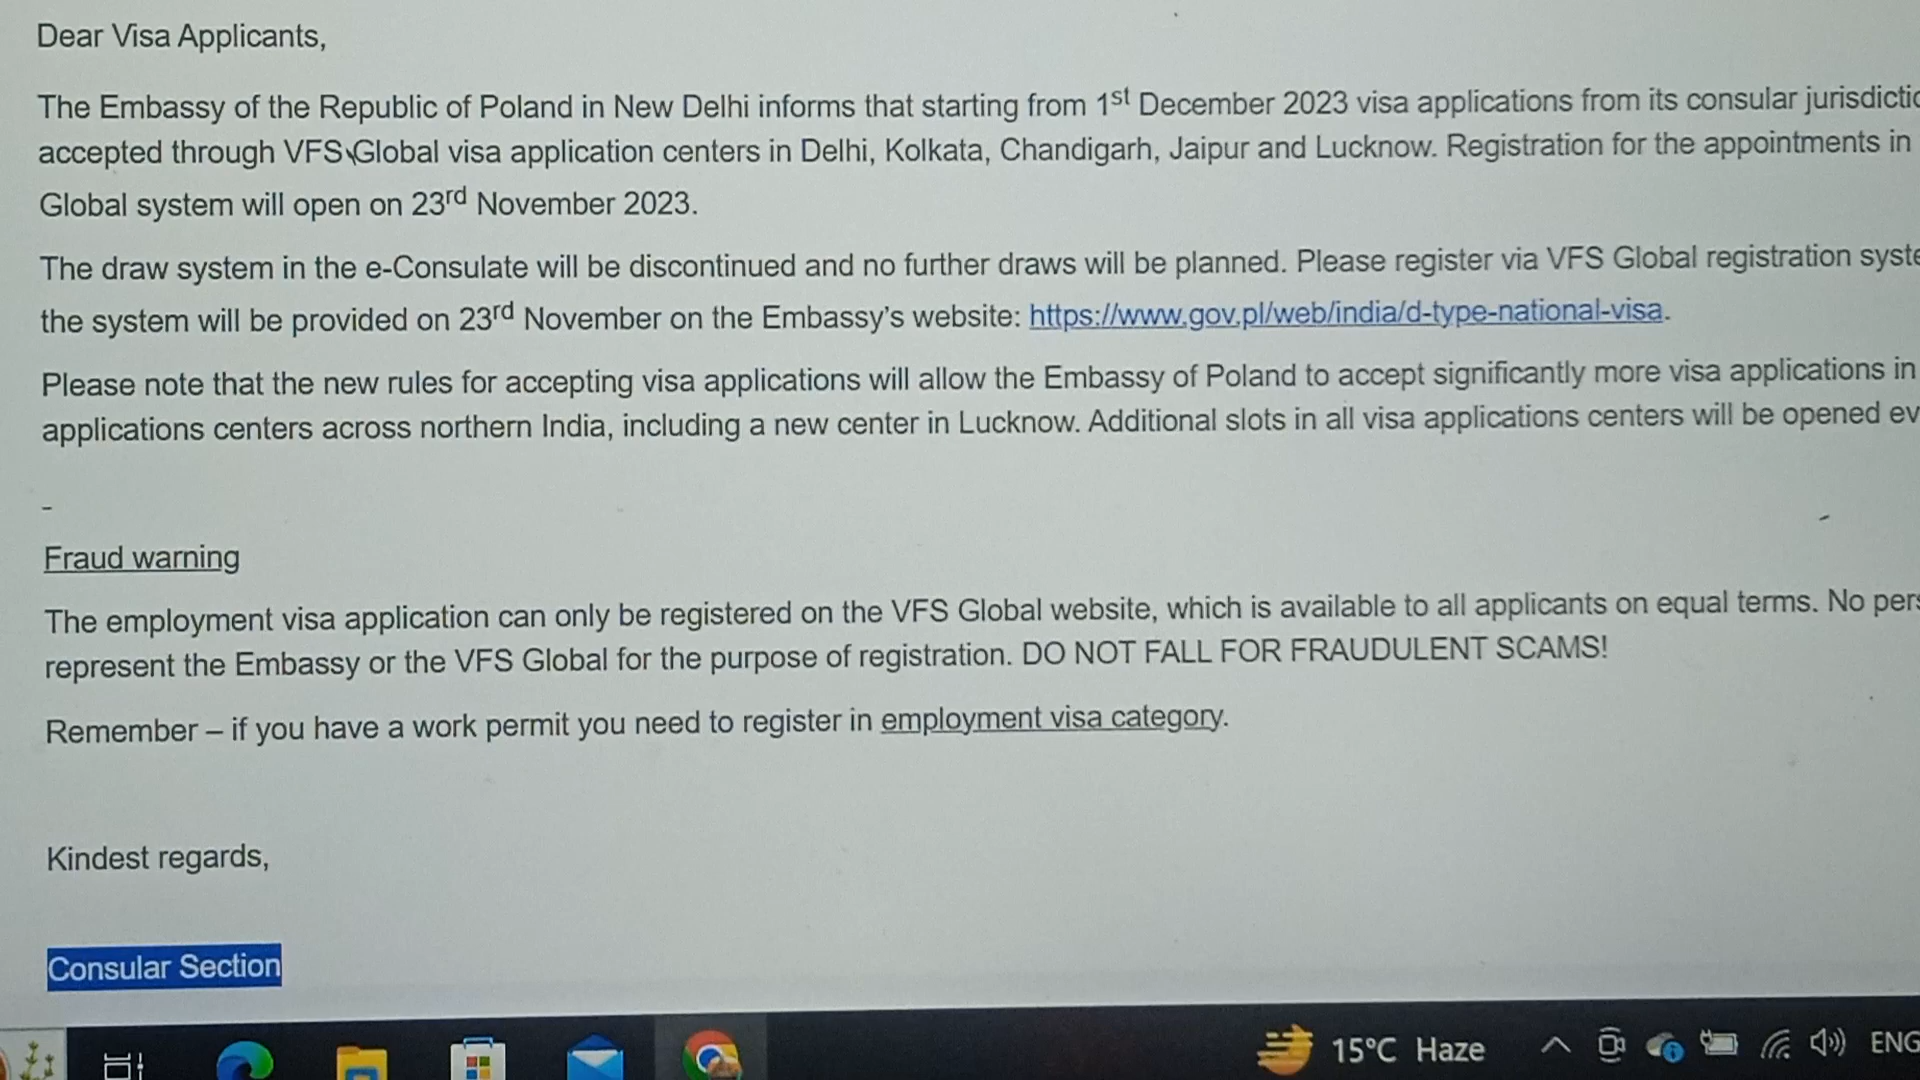 Dear Visa Applicants,
The Embassy of the Republic of Poland in New Delhi informs that starting from 1st December 2023 visa applications from its consular
accepted through VFS Global visa application centers in Delhi, Kolkata, Chandigarh, Jaipur and Lucknow. Registration for the appointments in
Global system will open on 23rd November 2023.
The draw system in the e-Consulate will be discontinued and no further draws will be planned. Please register via VFS Global registration
the system will be provided on 23rd November on the Embassy's website: https://www.gov.pl/web/india/d-type-national-visa.
Please note that the new rules for accepting visa applications will allow the Embassy of Poland to accept significantly more visa applications in
applications centers across northern India, including a new center in Lucknow. Additional slots in all visa applications centers will be opened
-
Fraud warning
The employment visa application can only be registered on the VFS Global website, which is available to all applicants on equal terms. No
represent the Embassy or the VFS Global for the purpose of registration. DO NOT FALL FOR FRAUDULENT SCAMS!
Remember – if you have a work permit you need to register in employment visa category.
Kindest regards,
Consular Section
15°C Haze
ENG